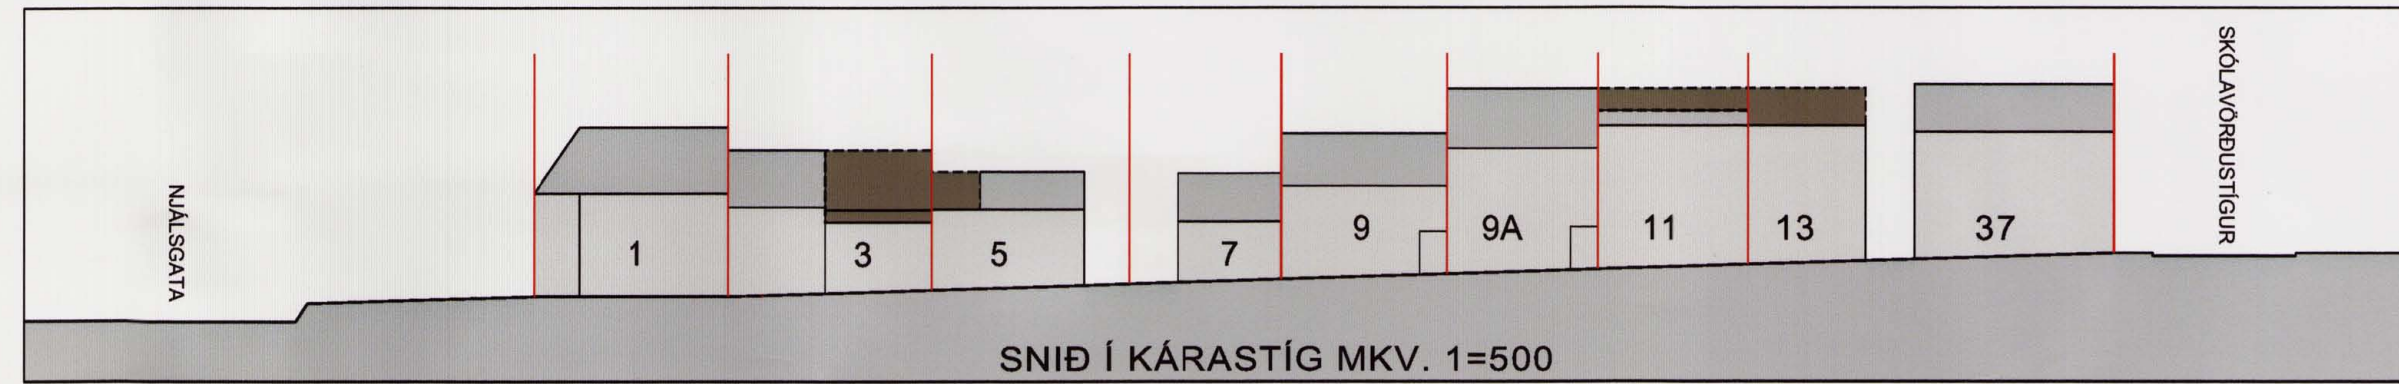 NJÁLSGATA
1
3
5
7
9
9A
11
13
37
SKÓLAVÖRÐUSTÍGUR
SNIÐ Í KÁRASTÍG MKV. 1=500